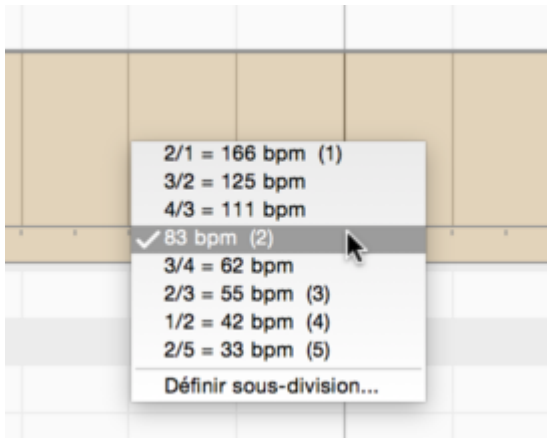 2/1 = 166 bpm (1)
3/2 = 125 bpm
4/3 = 111 bpm
✓ 83 bpm (2)
3/4 = 62 bpm
2/3 = 55 bpm (3)
1/2 = 42 bpm (4)
2/5 = 33 bpm (5)
Définir sous-division...